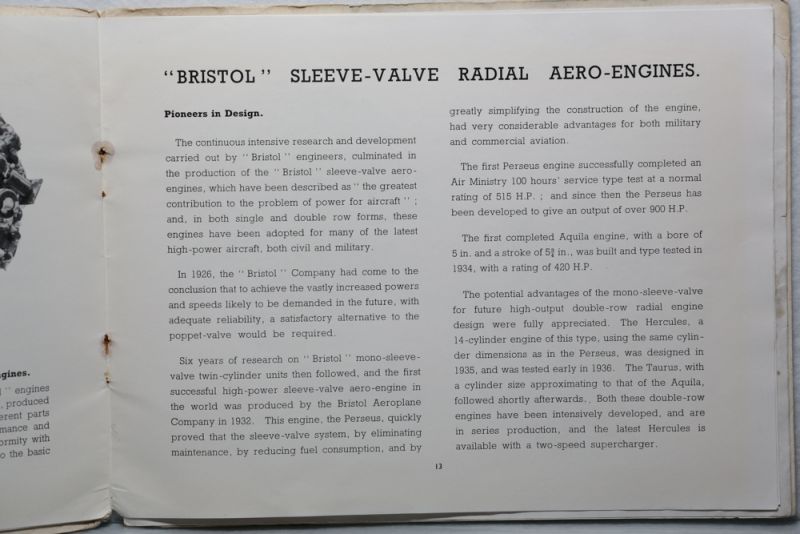 gines.
" engines
, produced
erent parts
mance and
ormity with
o the basic
"BRISTOL" SLEEVE-VALVE RADIAL AERO-ENGINES.
Pioneers in Design.
The continuous intensive research and development
carried out by "Bristol" engineers, culminated in
the production of the "Bristol" sleeve-valve aero-
engines, which have been described as "the greatest
contribution to the problem of power for aircraft" ;
and, in both single and double row forms, these
engines have been adopted for many of the latest
high-power aircraft, both civil and military.
In 1926, the "Bristol" Company had come to the
conclusion that to achieve the vastly increased powers
and speeds likely to be demanded in the future, with
adequate reliability, a satisfactory alternative to the
poppet-valve would be required.
Six years of research on "Bristol" mono-sleeve-
valve twin-cylinder units then followed, and the first
successful high-power sleeve-valve aero-engine in
the world was produced by the Bristol Aeroplane
Company in 1932. This engine, the Perseus, quickly
proved that the sleeve-valve system, by eliminating
maintenance, by reducing fuel consumption, and by
greatly simplifying the construction of the engine,
had very considerable advantages for both military
and commercial aviation.
The first Perseus engine successfully completed an
Air Ministry 100 hours' service type test at a normal
rating of 515 H.P. ; and since then the Perseus has
been developed to give an output of over 900 H.P.
The first completed Aquila engine, with a bore of
5 in. and a stroke of 5⅜ in., was built and type tested in
1934, with a rating of 420 H.P.
The potential advantages of the mono-sleeve-valve
for future high-output double-row radial engine
design were fully appreciated. The Hercules, a
14-cylinder engine of this type, using the same cylin-
der dimensions as in the Perseus, was designed in
1935, and was tested early in 1936. The Taurus, with
a cylinder size approximating to that of the Aquila,
followed shortly afterwards. Both these double-row
engines have been intensively developed, and are
in series production, and the latest Hercules is
available with a two-speed supercharger.
13